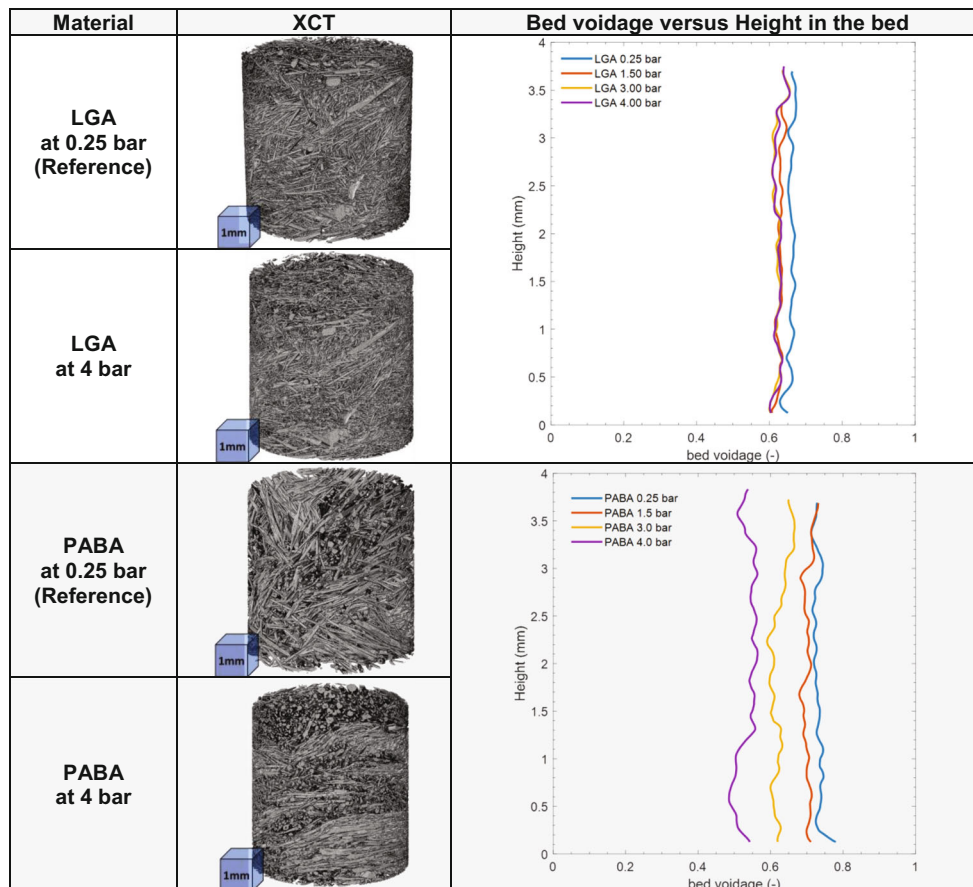 Material
XCT
Bed voidage versus Height in the bed
LGA
at 0.25 bar
(Reference)
1mm
LGA 0.25 bar
LGA 1.50 bar
LGA 3.00 bar
LGA 4.00 bar
Height (mm)
4
3.5
3
2.5
2
1.5
1
0.5
0
0
0.2
0.4
0.6
0.8
1
bed voidage (-)
LGA
at 4 bar
1mm
PABA
at 0.25 bar
(Reference)
1mm
PABA 0.25 bar
PABA 1.5 bar
PABA 3.0 bar
PABA 4.0 bar
Height (mm)
4
3.5
3
2.5
2
1.5
1
0.5
0
0
0.2
0.4
0.6
0.8
1
bed voidage (-)
PABA
at 4 bar
1mm